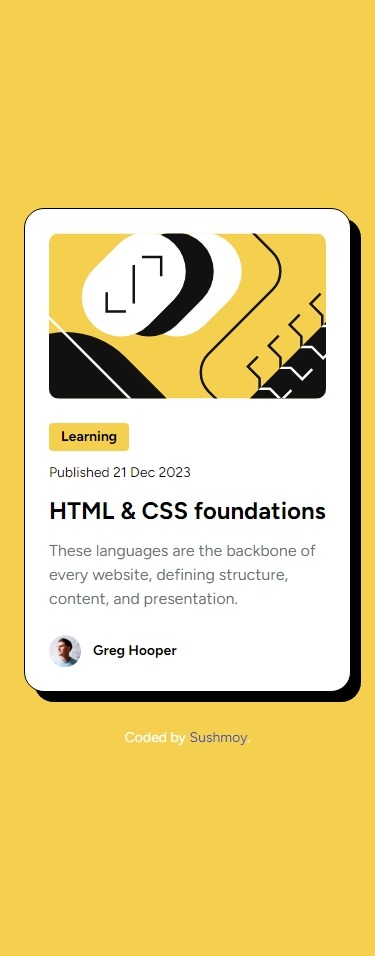 Learning
Published 21 Dec 2023
HTML & CSS foundations
These languages are the backbone of
every website, defining structure,
content, and presentation.
Greg Hooper
Coded by Sushmoy.